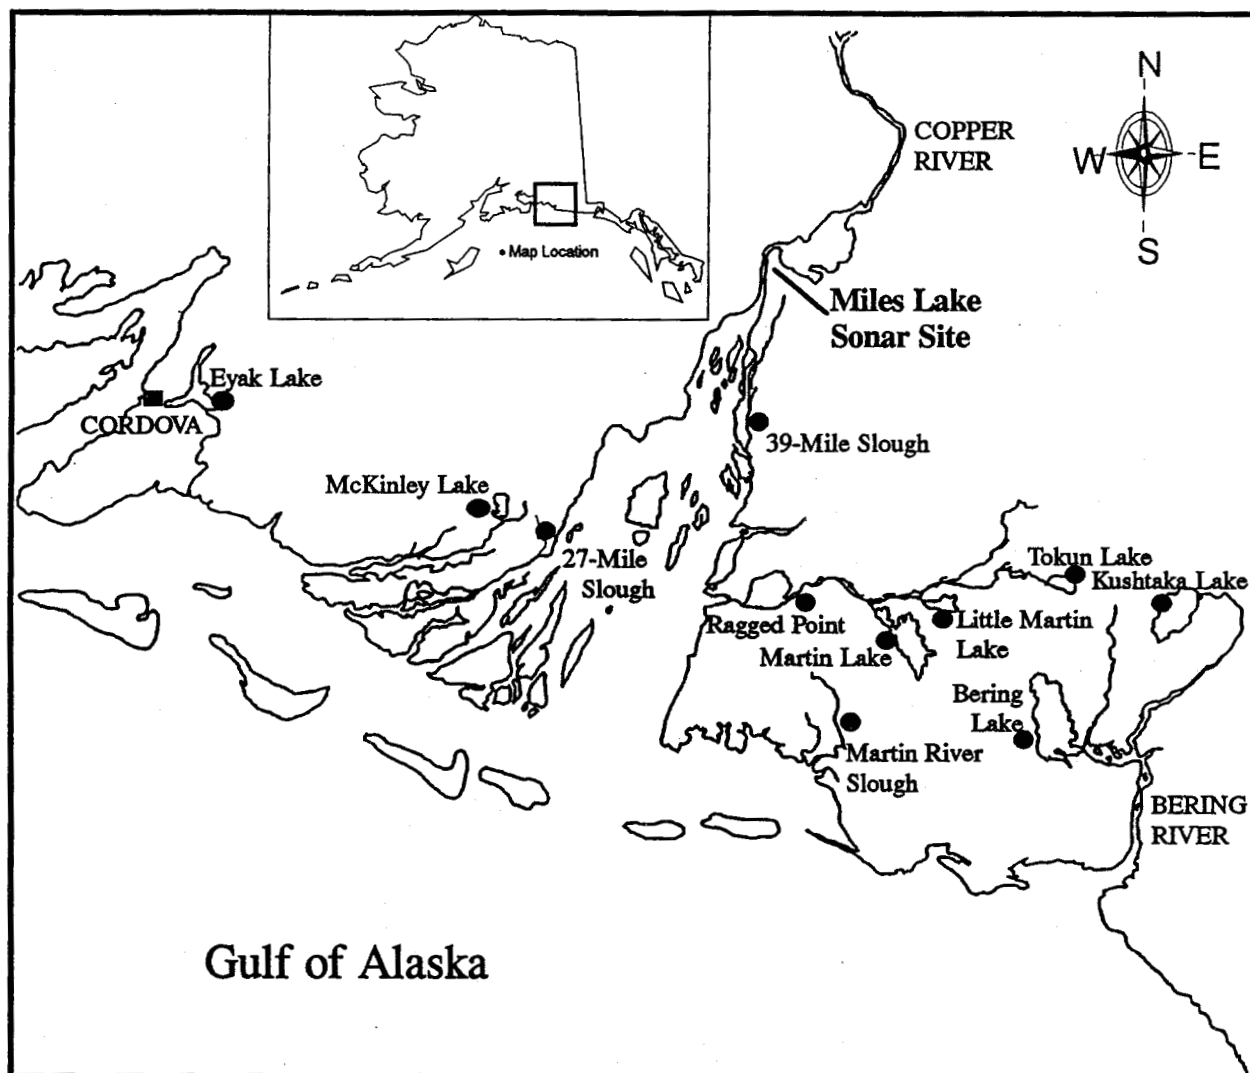 COPPER
RIVER
N
W
E
S
• Map Location
Miles Lake
Sonar Site
Eyak Lake
CORDOVA
39-Mile Slough
McKinley Lake
27-Mile
Slough
Tokun Lake
Kushtaka Lake
Ragged Point
Little Martin
Lake
Martin Lake
Bering
Lake
Martin River
Slough
BERING
RIVER
Gulf of Alaska